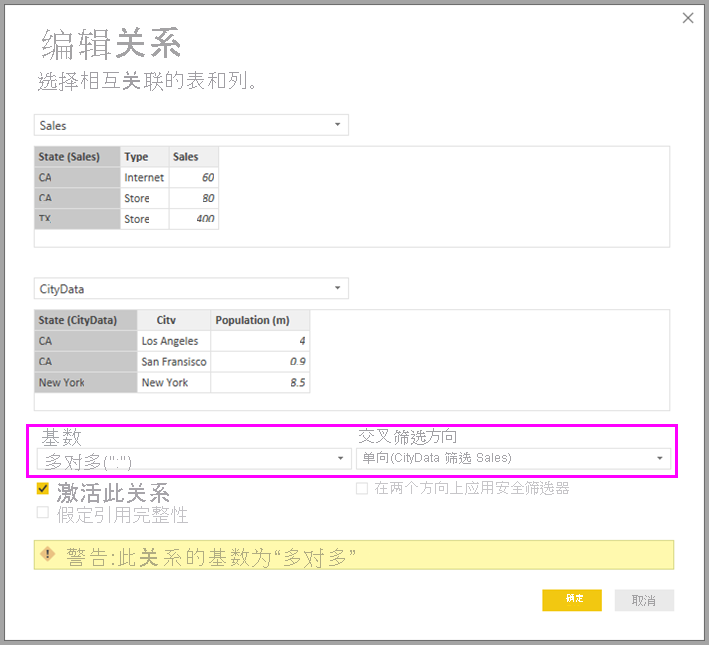 编辑关系
选择相互关联的表和列。
Sales
State (Sales) Type Sales
CA Internet 60
CA Store 80
TX Store 400
CityData
State (CityData) City Population (m)
CA Los Angeles 4
CA San Fransisco 0.9
New York New York 8.5
基数 交叉筛选方向
多对多(":") 单向(CityData 筛选 Sales)
激活此关系 在两个方向上应用安全筛选器
假定引用完整性
警告:此关系的基数为“多对多”
确定 取消